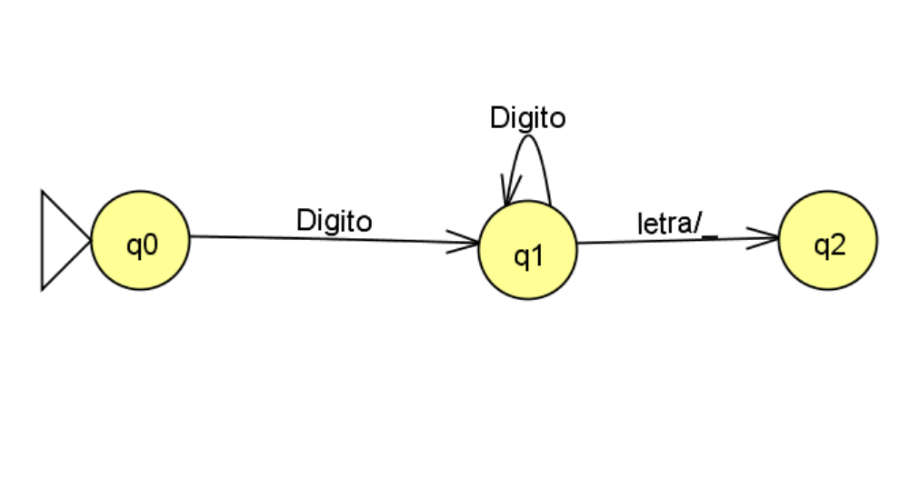 Digito
Digito
letra/_
q0
q1
q2